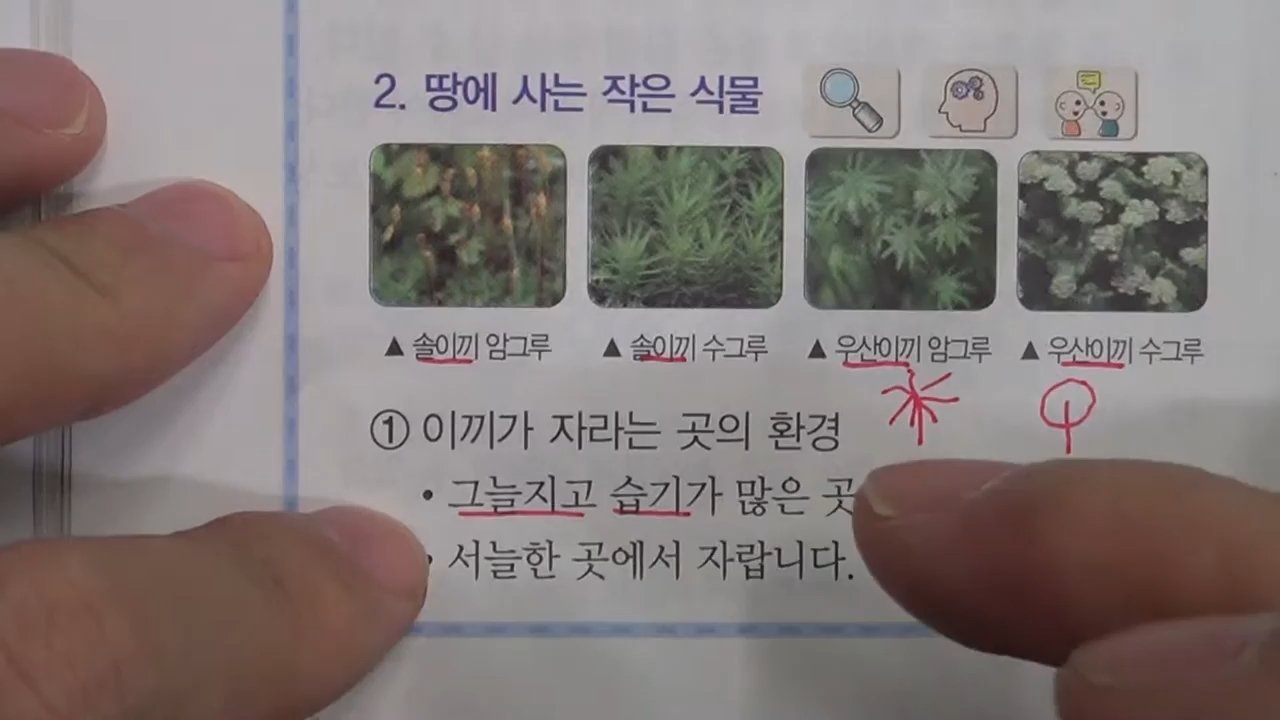 2. 땅에 사는 작은 식물
▲ 솔이끼 암그루 ▲ 솔이끼 수그루 ▲ 우산이끼 암그루 ▲ 우산이끼 수그루
① 이끼가 자라는 곳의 환경
• 그늘지고 습기가 많은 곳
• 서늘한 곳에서 자랍니다.